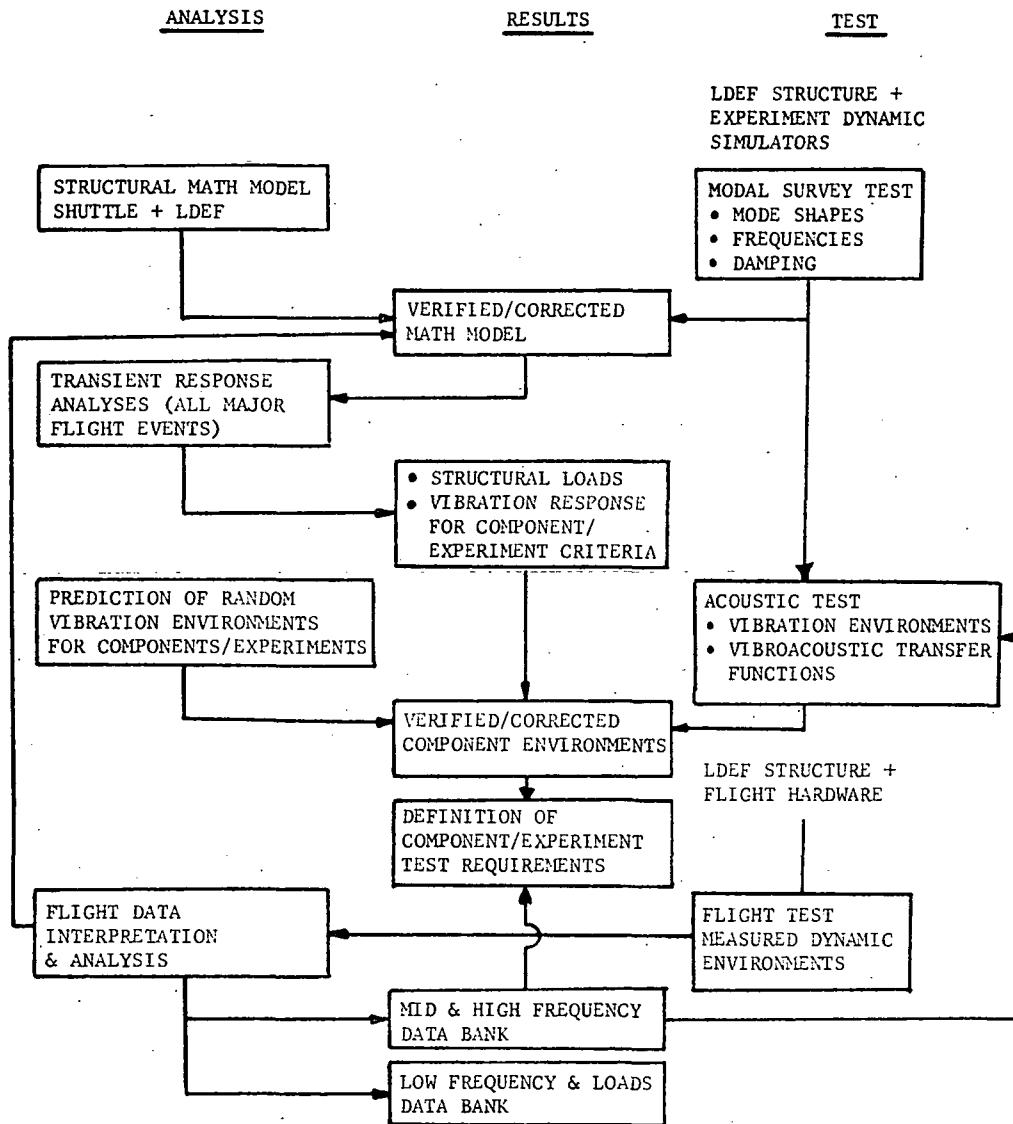 ANALYSIS
RESULTS
TEST
LDEF STRUCTURE +
EXPERIMENT DYNAMIC
SIMULATORS
STRUCTURAL MATH MODEL
SHUTTLE + LDEF
MODAL SURVEY TEST
• MODE SHAPES
• FREQUENCIES
• DAMPING
VERIFIED/CORRECTED
MATH MODEL
TRANSIENT RESPONSE
ANALYSES (ALL MAJOR
FLIGHT EVENTS)
• STRUCTURAL LOADS
• VIBRATION RESPONSE
FOR COMPONENT/
EXPERIMENT CRITERIA
PREDICTION OF RANDOM
VIBRATION ENVIRONMENTS
FOR COMPONENTS/EXPERIMENTS
ACOUSTIC TEST
• VIBRATION ENVIRONMENTS
• VIBROACOUSTIC TRANSFER
FUNCTIONS
VERIFIED/CORRECTED
COMPONENT ENVIRONMENTS
LDEF STRUCTURE +
FLIGHT HARDWARE
DEFINITION OF
COMPONENT/EXPERIMENT
TEST REQUIREMENTS
FLIGHT DATA
INTERPRETATION
& ANALYSIS
FLIGHT TEST
MEASURED DYNAMIC
ENVIRONMENTS
MID & HIGH FREQUENCY
DATA BANK
LOW FREQUENCY & LOADS
DATA BANK